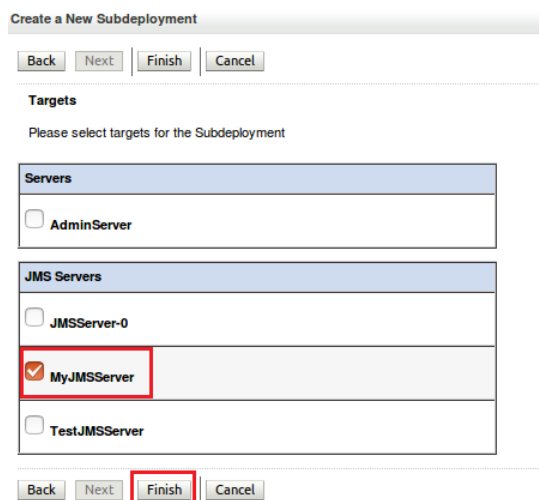 Create a New Subdeployment
Back Next Finish Cancel
Targets
Please select targets for the Subdeployment
Servers
AdminServer
JMS Servers
JMSServer-0
MyJMSServer
TestJMSServer
Back Next Finish Cancel